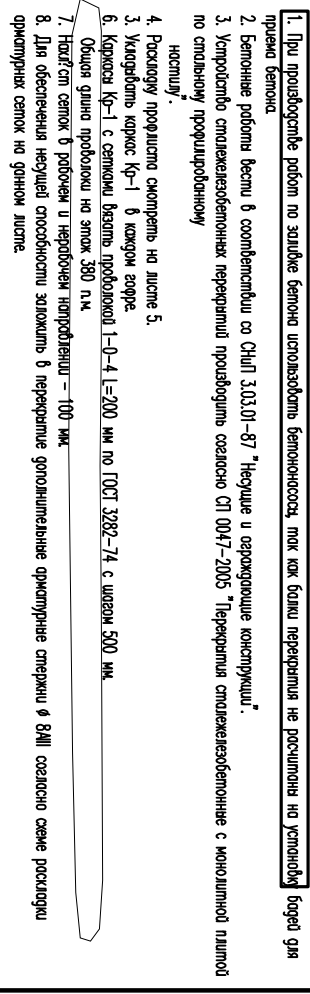 1. При производстве работ по заливке бетона использовать бетононасосы, так как балки перекрытия не расчитаны на установку бадей для
приема бетона.
2. Бетонные работы вести в соответствии со СНиП 3.03.01-87 "Несущие и ограждающие конструкции".
3. Устройство сталежелезобетонных перекрытий производить согласно СП 0047-2005 "Перекрытия сталежелезобетонные с монолитной плитой
по стальному профилированному
настилу".
4. Раскладку профлиста смотреть на листе 5.
3. Укладывать каркас Кр-1 в каждом гофре.
6. Каркасы Кр-1 с сетками вязать проволокой 1-0-4 L=200 мм по ГОСТ 3282-74 с шагом 500 мм.
Общая длина проволоки на этаж 380 п.м.
7. Нахл?ст сеток в рабочем и нерабочем направлении - 100 мм.
8. Для обеспечения несущей способности заложить в перекрытие дополнительные арматурные стержни ø 8АIII согласно схеме раскладки
арматурных сеток на данном листе.